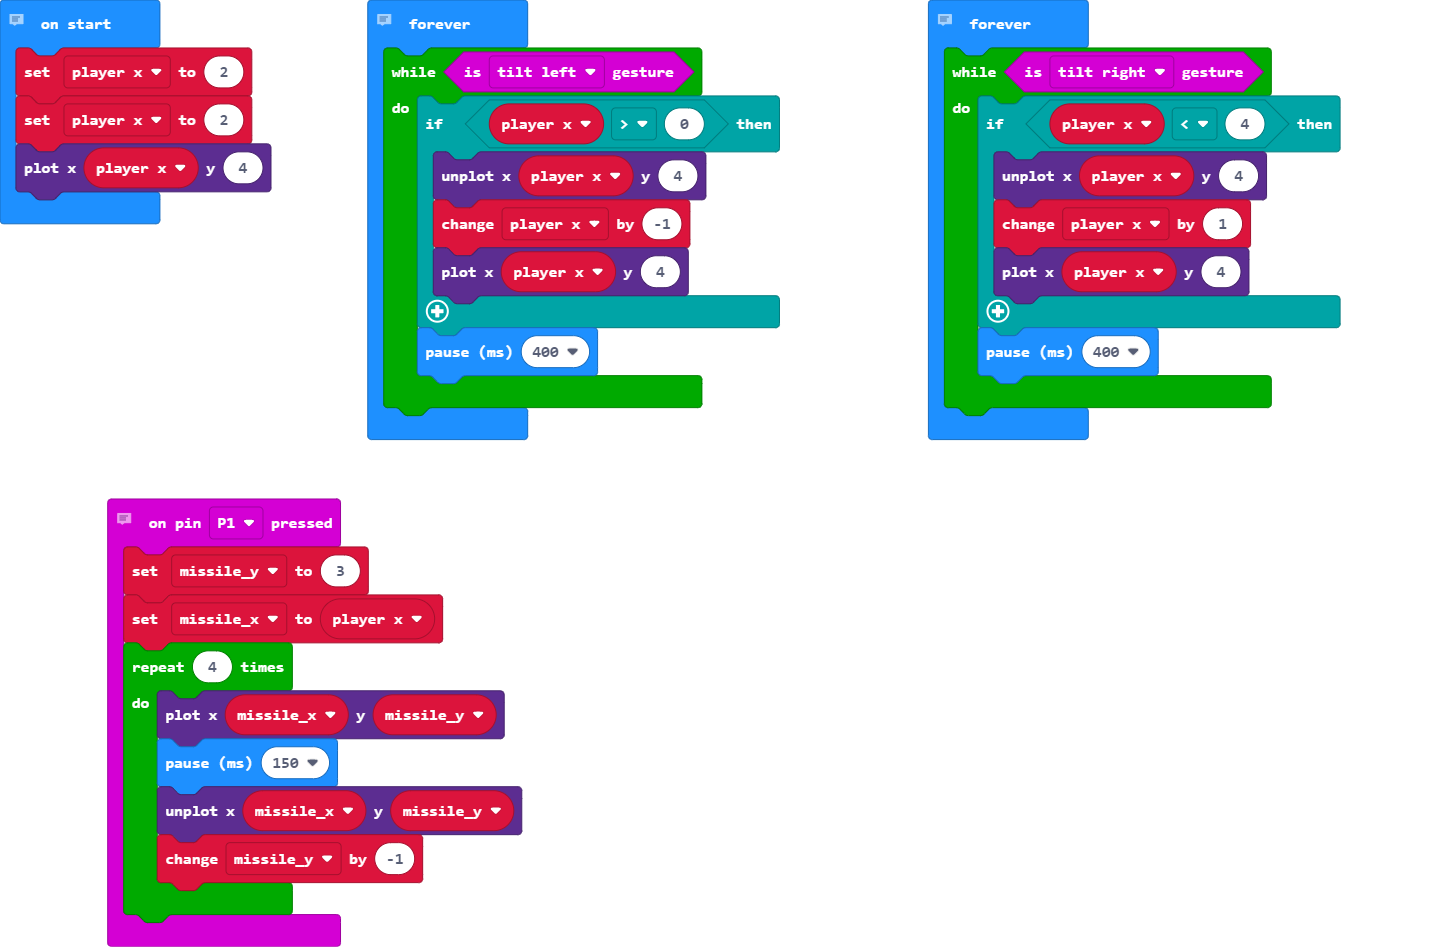 on start
set player x to 2
set player x to 2
plot x player x y 4
forever
while is tilt left gesture
do
if player x > 0 then
unplot x player x y 4
change player x by -1
plot x player x y 4
pause (ms) 400
forever
while is tilt right gesture
do
if player x < 4 then
unplot x player x y 4
change player x by 1
plot x player x y 4
pause (ms) 400
on pin P1 pressed
set missile_y to 3
set missile_x to player x
repeat 4 times
do
plot x missile_x y missile_y
pause (ms) 150
unplot x missile_x y missile_y
change missile_y by -1